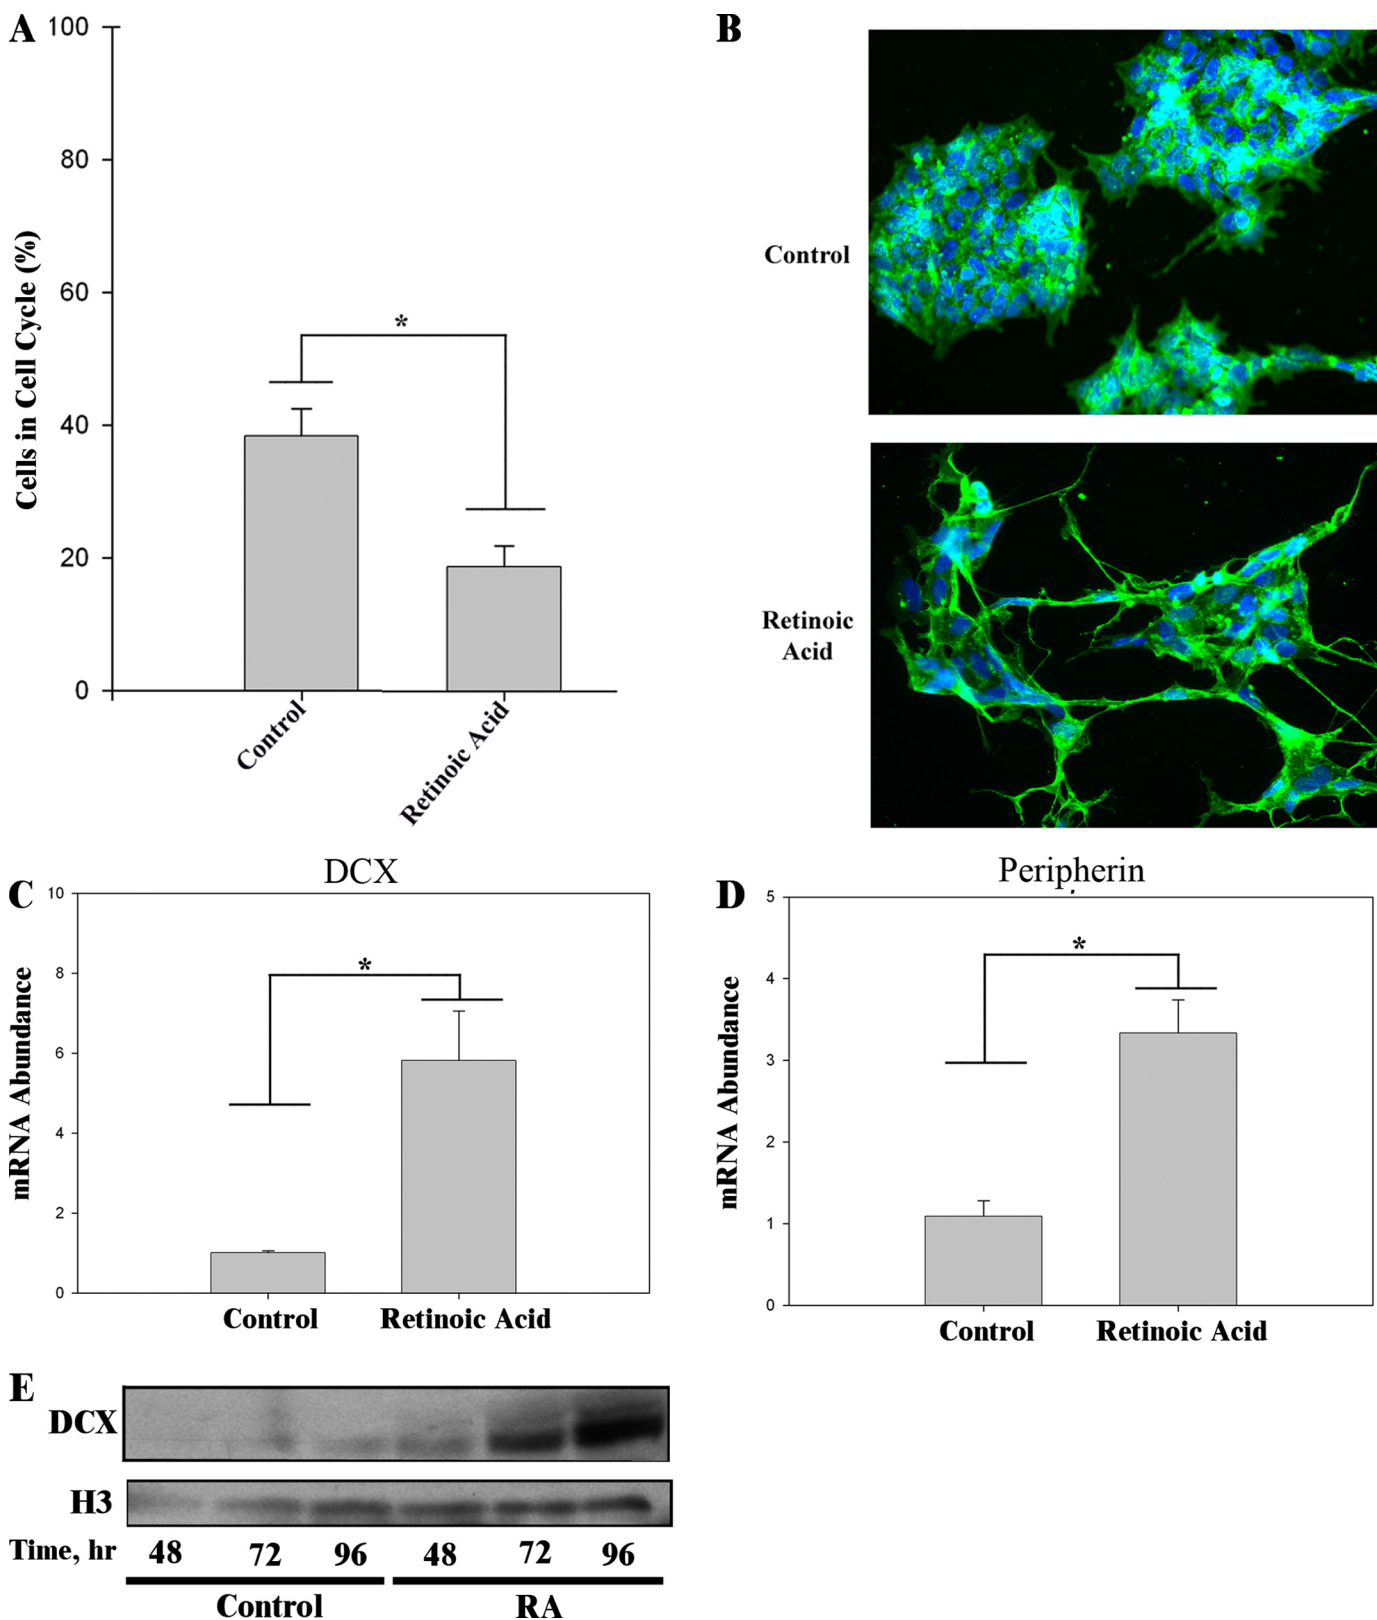 A
100
80
60
40
20
0
Cells in Cell Cycle (%)
*
Control
Retinoic Acid
B
Control
Retinoic
Acid
C
DCX
10
8
6
4
2
0
mRNA Abundance
*
Control
Retinoic Acid
D
Peripherin
5
4
3
2
1
0
mRNA Abundance
*
Control
Retinoic Acid
E
DCX
H3
Time, hr 48 72 96 48 72 96
Control RA